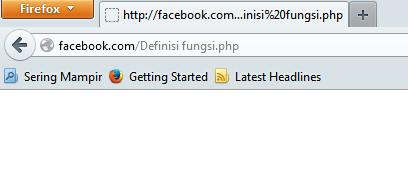 Firefox
http://facebook.com...inisi%20fungsi.php
facebook.com/Definisi fungsi.php
Sering Mampir Getting Started Latest Headlines